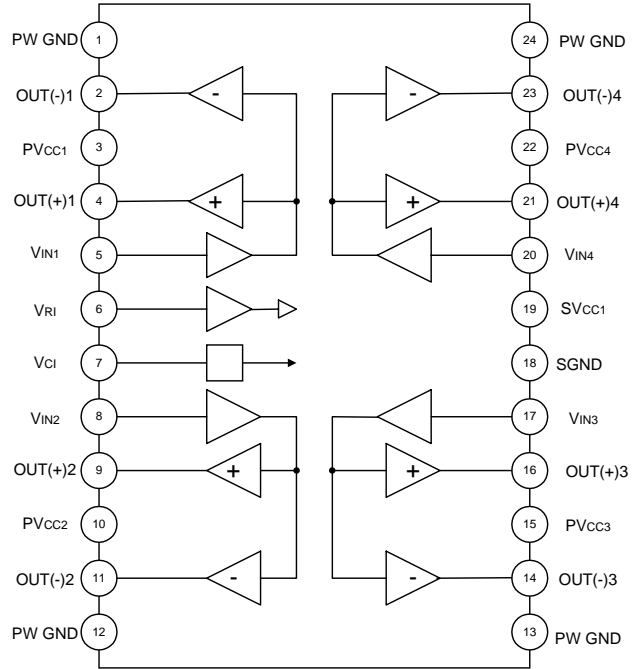 PW GND 1 24 PW GND
OUT(-)1 2 - - 23 OUT(-)4
PVCC1 3 22 PVCC4
OUT(+)1 4 + + 21 OUT(+)4
VIN1 5 20 VIN4
VRI 6 19 SVCC1
VCI 7 18 SGND
VIN2 8 17 VIN3
OUT(+)2 9 + + 16 OUT(+)3
PVCC2 10 15 PVCC3
OUT(-)2 11 - - 14 OUT(-)3
PW GND 12 13 PW GND